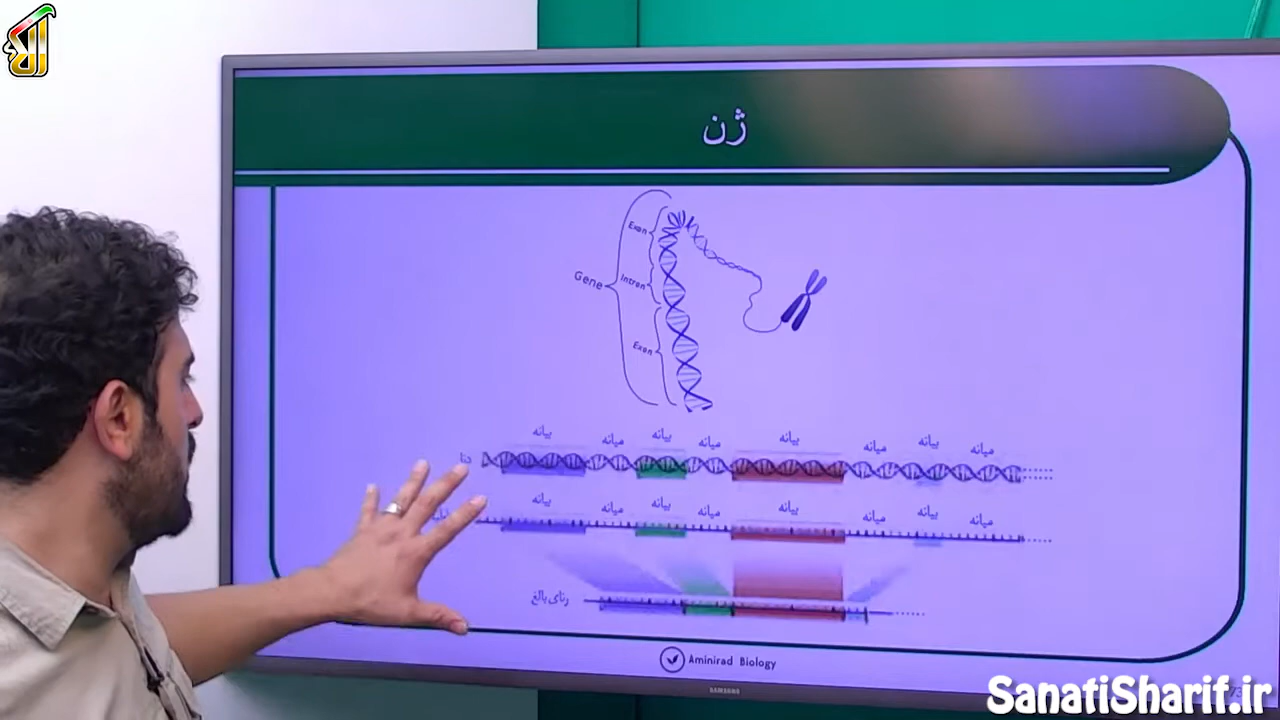 ژن
Exon
Gene
Intron
Exon
بیانه میانه بیانه میانه بیانه میانه بیانه میانه
دنا
بیانه میانه بیانه میانه بیانه میانه بیانه میانه
رنای بالغ
Aminirad Biology
SAMSUNG
SanatiSharif.ir